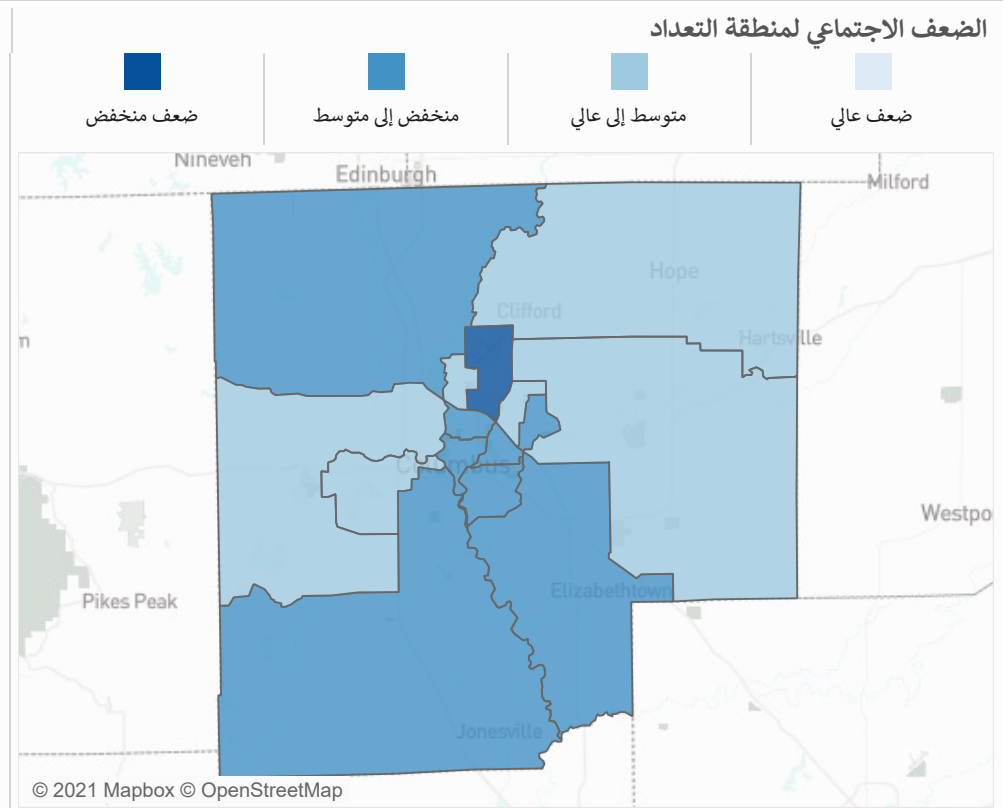 الضعف الاجتماعي لمنطقة التعداد
ضعف عالي
متوسط إلى عالي
منخفض إلى متوسط
ضعف منخفض
Nineveh
Edinburgh
Milford
Hope
Clifford
Hartsville
n
Columbus
Westpo
Elizabethtown
Pikes Peak
Jonesville
© 2021 Mapbox © OpenStreetMap